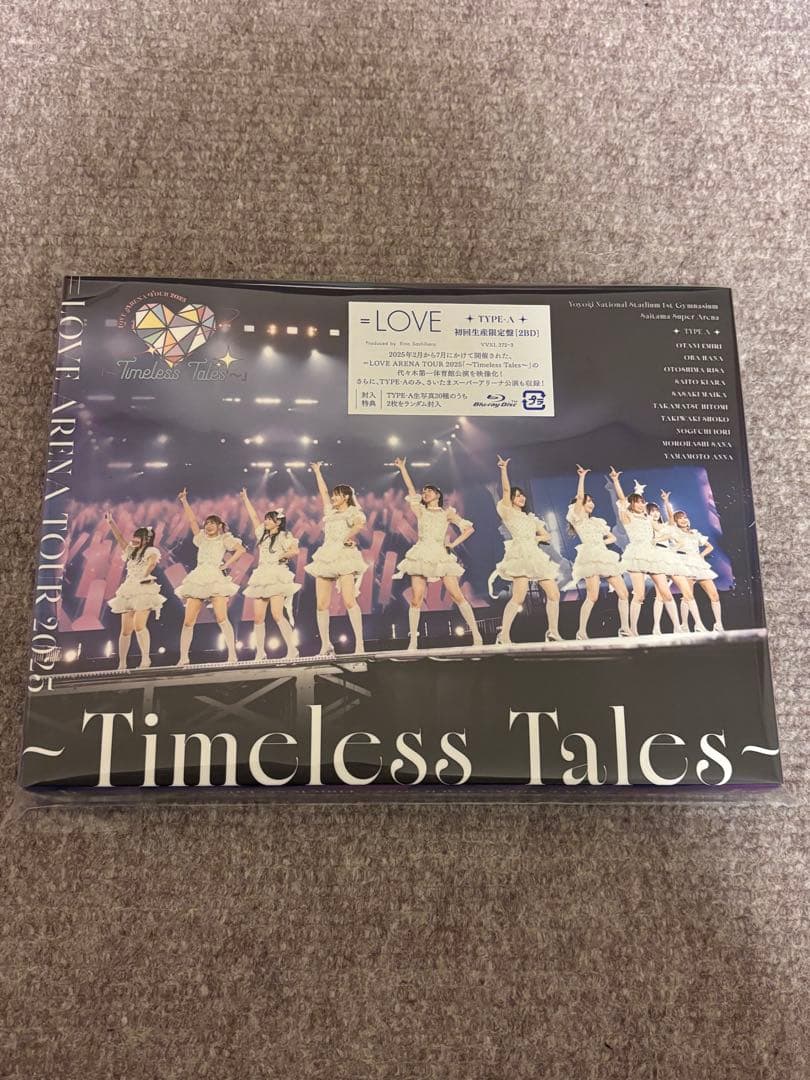 =LOVE ARENA TOUR 2025
=LOVE ARENA TOUR 2025
「~Timeless Tales~」
=LOVE
Produced by Rino Sashihara
✦ TYPE-A ✦
初回生産限定盤[2BD]
VVXL 272-3
2025年2月から7月にかけて開催された、
=LOVE ARENA TOUR 2025「~Timeless Tales~」の
代々木第一体育館公演を映像化!
さらに、TYPE-Aのみ、さいたまスーパーアリーナ公演も収録!
封入特典
TYPE-A生写真20種のうち
2枚をランダム封入
Blu-ray Disc
プラ
Yoyogi National Stadium 1st Gymnasium
Saitama Super Arena
✦ TYPE A ✦
OTANI EMIRI
OBA HANA
OTOSHIMA RISA
SAITO KIARA
SASAKI MAIKA
TAKAMATSU HITOMI
TAKIWAKI SHOKO
NOGUCHI IORI
MOROHASHI SANA
YAMAMOTO ANNA
~Timeless Tales~